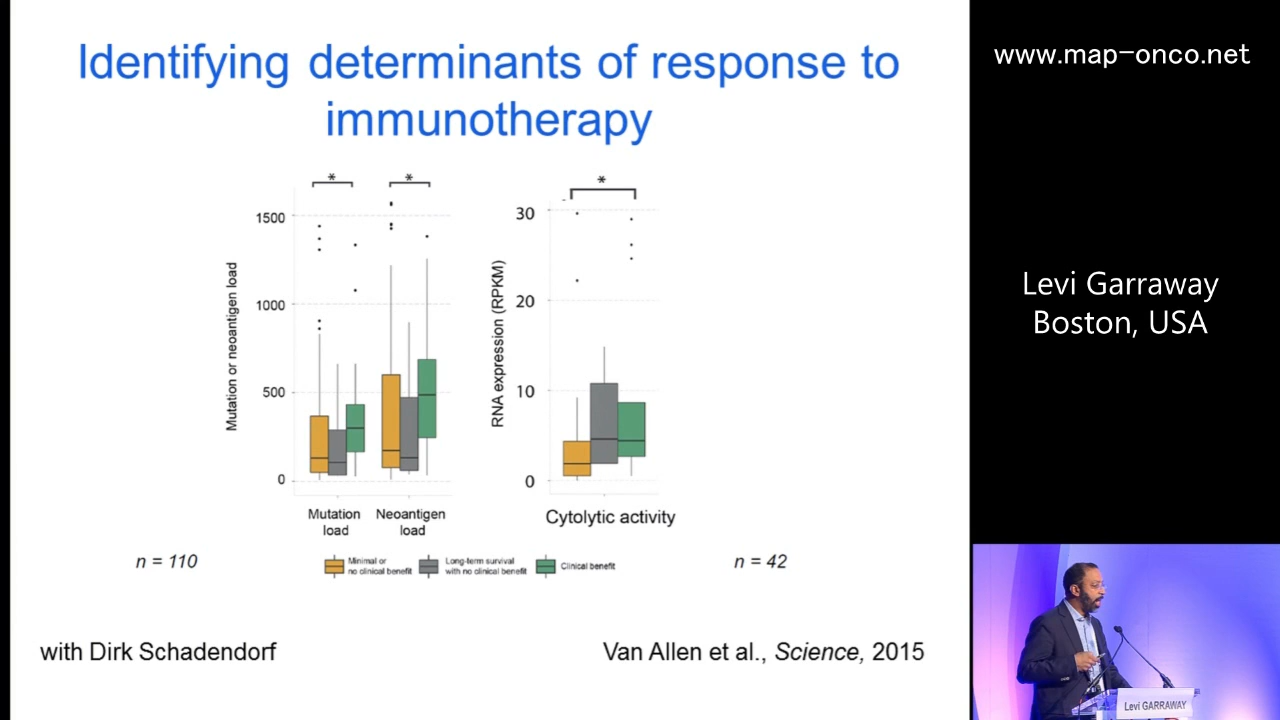 Identifying determinants of response to
immunotherapy
www.map-onco.net
Levi Garraway
Boston, USA
*
*
*
Mutation or neoantigen load
1500
1000
500
0
RNA expression (RPKM)
30
20
10
0
Mutation
load
Neoantigen
load
Cytolytic activity
n = 110
Minimal or
no clinical benefit
Long-term survival
with no clinical benefit
Clinical benefit
n = 42
with Dirk Schadendorf
Van Allen et al., Science, 2015
Levi GARRAWAY